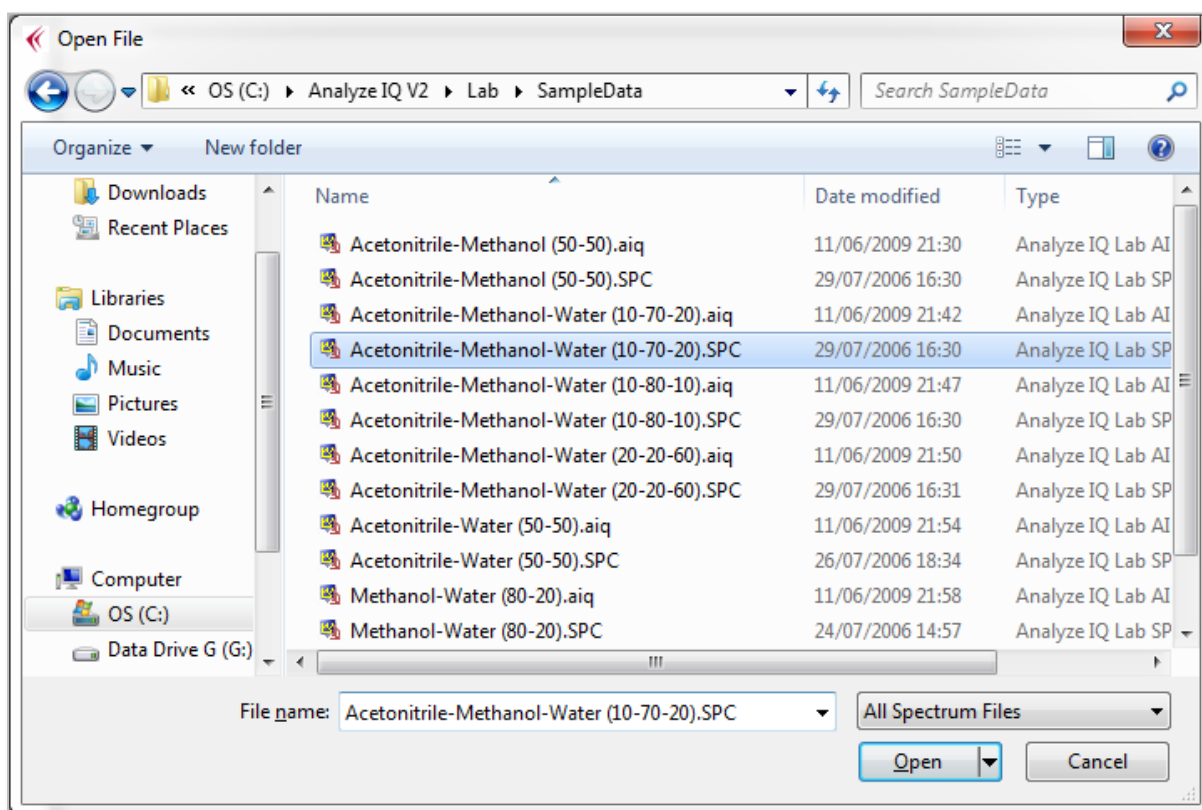 Open File
« OS (C:) ▸ Analyze IQ V2 ▸ Lab ▸ SampleData
Search SampleData
Organize New folder
Downloads
Recent Places
Libraries
Documents
Music
Pictures
Videos
Homegroup
Computer
OS (C:)
Data Drive G (G:)
Name Date modified Type
Acetonitrile-Methanol (50-50).aiq 11/06/2009 21:30 Analyze IQ Lab AI
Acetonitrile-Methanol (50-50).SPC 29/07/2006 16:30 Analyze IQ Lab SP
Acetonitrile-Methanol-Water (10-70-20).aiq 11/06/2009 21:42 Analyze IQ Lab AI
Acetonitrile-Methanol-Water (10-70-20).SPC 29/07/2006 16:30 Analyze IQ Lab SP
Acetonitrile-Methanol-Water (10-80-10).aiq 11/06/2009 21:47 Analyze IQ Lab AI
Acetonitrile-Methanol-Water (10-80-10).SPC 29/07/2006 16:30 Analyze IQ Lab SP
Acetonitrile-Methanol-Water (20-20-60).aiq 11/06/2009 21:50 Analyze IQ Lab AI
Acetonitrile-Methanol-Water (20-20-60).SPC 29/07/2006 16:31 Analyze IQ Lab SP
Acetonitrile-Water (50-50).aiq 11/06/2009 21:54 Analyze IQ Lab AI
Acetonitrile-Water (50-50).SPC 26/07/2006 18:34 Analyze IQ Lab SP
Methanol-Water (80-20).aiq 11/06/2009 21:58 Analyze IQ Lab AI
Methanol-Water (80-20).SPC 24/07/2006 14:57 Analyze IQ Lab SP
File name: Acetonitrile-Methanol-Water (10-70-20).SPC All Spectrum Files
Open Cancel